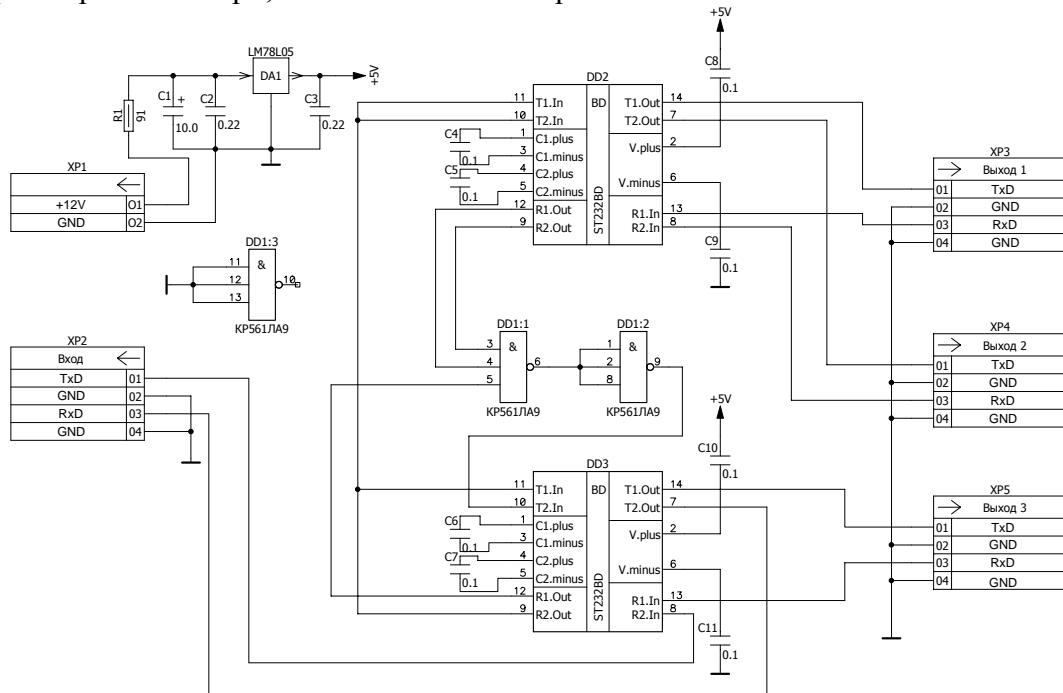 +5V
LM78L05
DA1
+5V
C1
+
10.0
C2
0.22
C3
0.22
R1
91
XP1
+12V 01
GND 02
DD1:3
11
12
13
&
10
КР561ЛА9
XP2
Вход
TxD 01
GND 02
RxD 03
GND 04
C8
0.1
DD2
BD
ST232BD
11 T1.In
10 T2.In
1 C1.plus
3 C1.minus
4 C2.plus
5 C2.minus
12 R1.Out
9 R2.Out
T1.Out 14
T2.Out 7
V.plus 2
V.minus 6
R1.In 13
R2.In 8
C4
0.1
C5
0.1
C9
0.1
DD1:1
3
4
5
&
6
КР561ЛА9
DD1:2
1
2
8
&
9
КР561ЛА9
+5V
C10
0.1
DD3
BD
ST232BD
11 T1.In
10 T2.In
1 C1.plus
3 C1.minus
4 C2.plus
5 C2.minus
12 R1.Out
9 R2.Out
T1.Out 14
T2.Out 7
V.plus 2
V.minus 6
R1.In 13
R2.In 8
C6
0.1
C7
0.1
C11
0.1
XP3
Выход 1
01 TxD
02 GND
03 RxD
04 GND
XP4
Выход 2
01 TxD
02 GND
03 RxD
04 GND
XP5
Выход 3
01 TxD
02 GND
03 RxD
04 GND